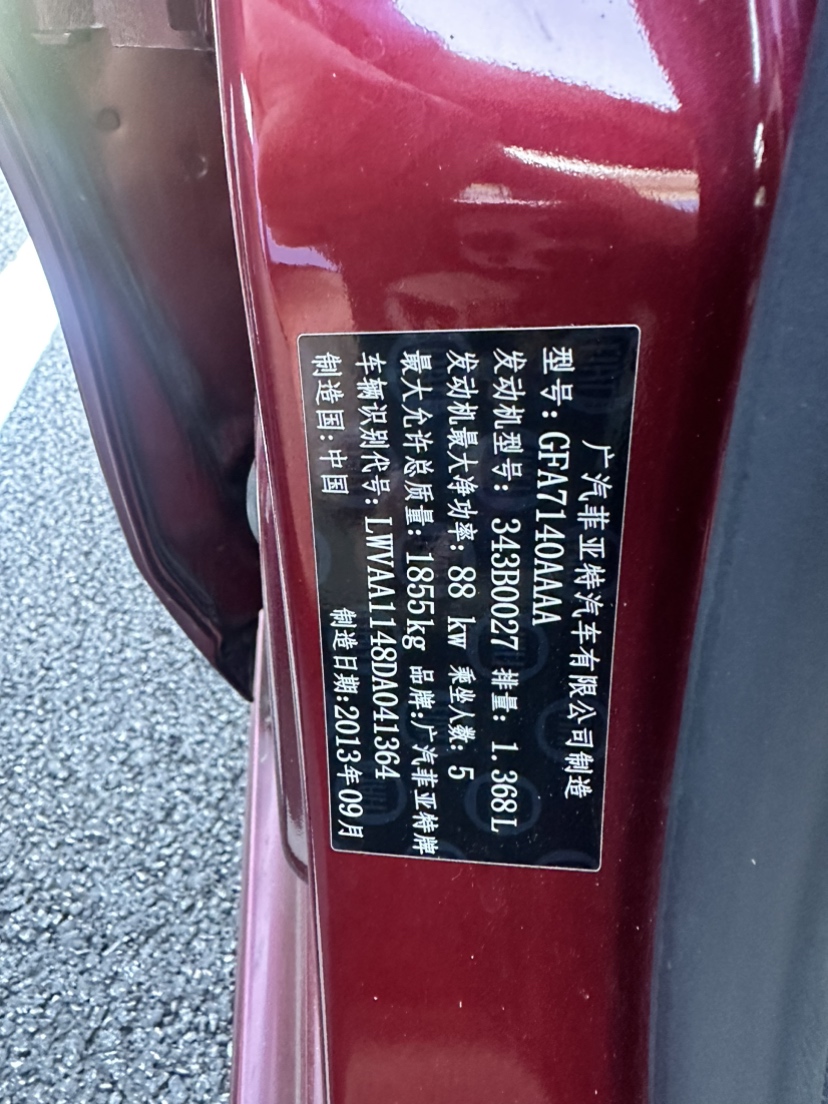 广汽菲亚特汽车有限公司制造
型号:GFA7140AAAA
发动机型号: 343B0027 排量: 1.368L
发动机最大净功率: 88 kw 乘坐人数: 5
最大允许总质量: 1855kg 品牌:广汽菲亚特牌
车辆识别代号: LWVAA1148DA041364
制造国:中国 制造日期:2013年09月